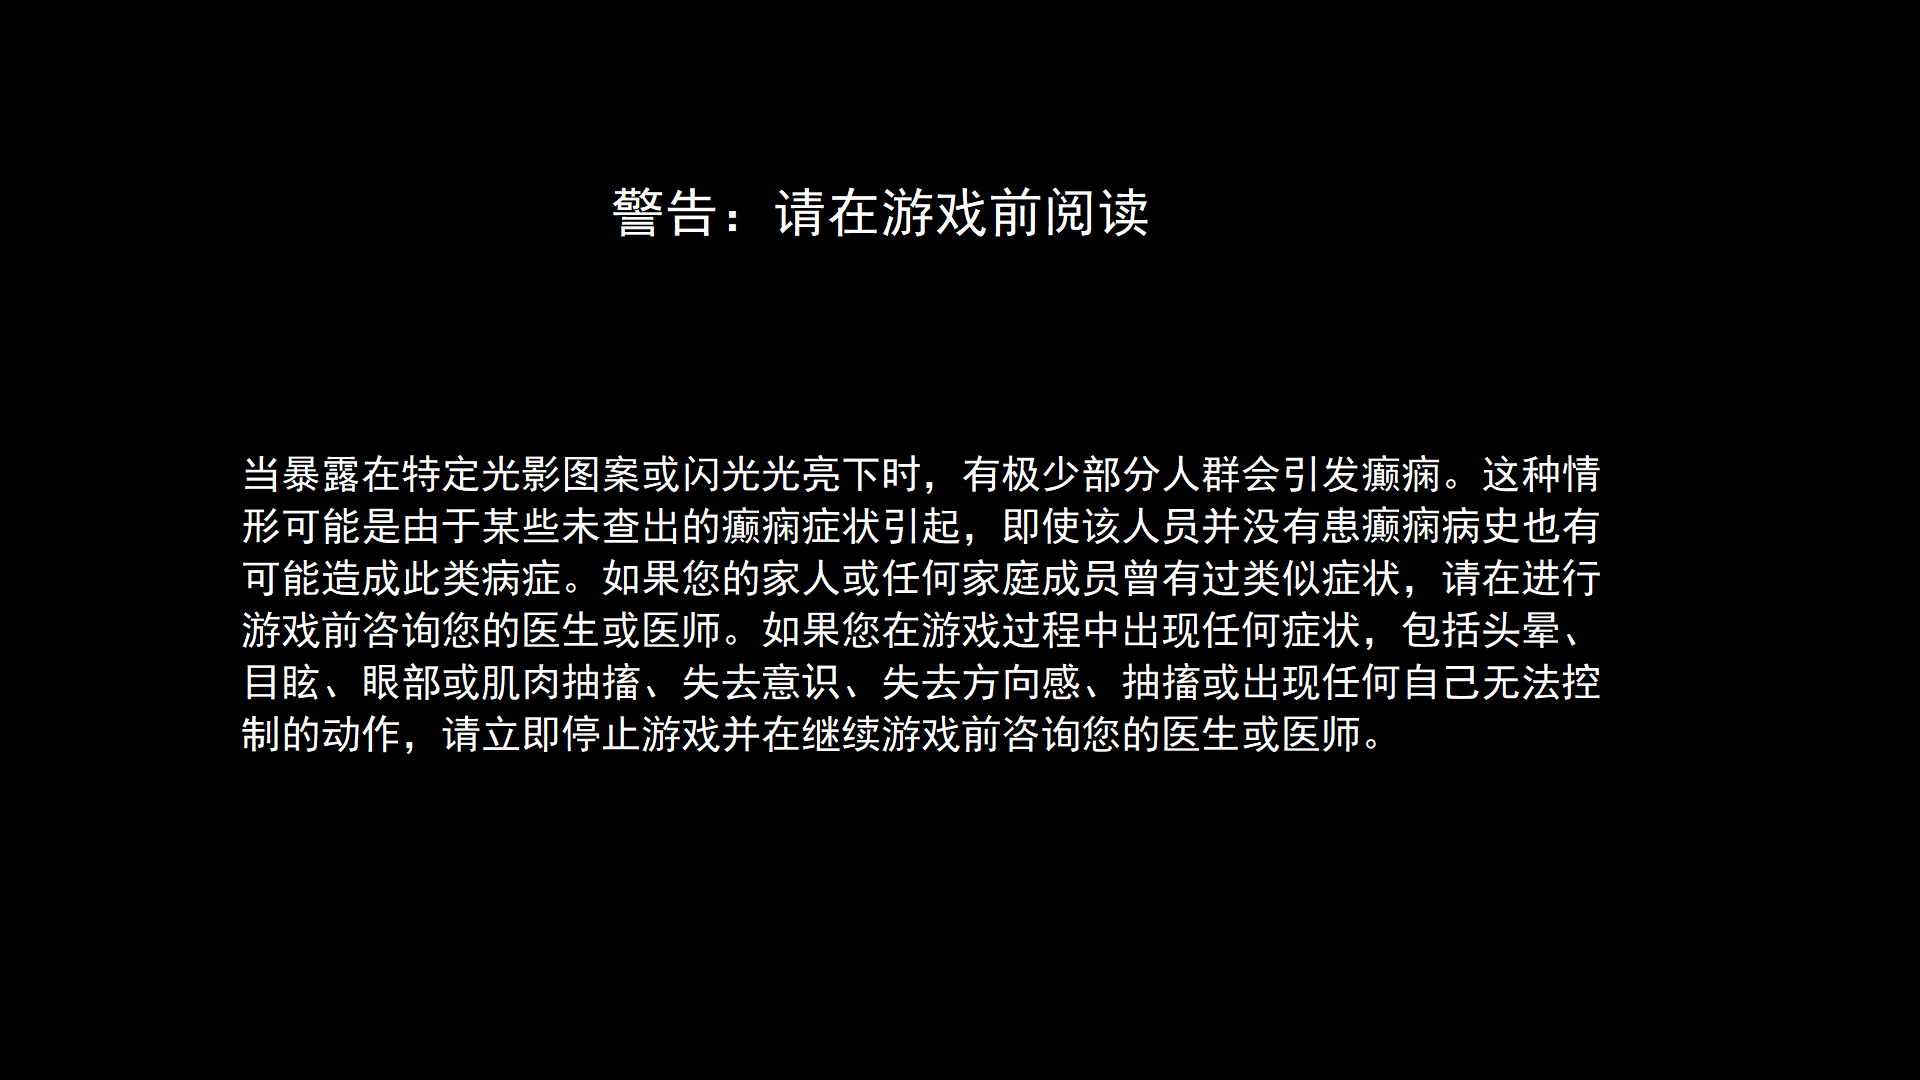 警告：请在游戏前阅读
当暴露在特定光影图案或闪光光亮下时，有极少部分人群会引发癫痫。这种情
形可能是由于某些未查出的癫痫症状引起，即使该人员并没有患癫痫病史也有
可能造成此类病症。如果您的家人或任何家庭成员曾有过类似症状，请在进行
游戏前咨询您的医生或医师。如果您在游戏过程中出现任何症状，包括头晕、
目眩、眼部或肌肉抽搐、失去意识、失去方向感、抽搐或出现任何自己无法控
制的动作，请立即停止游戏并在继续游戏前咨询您的医生或医师。